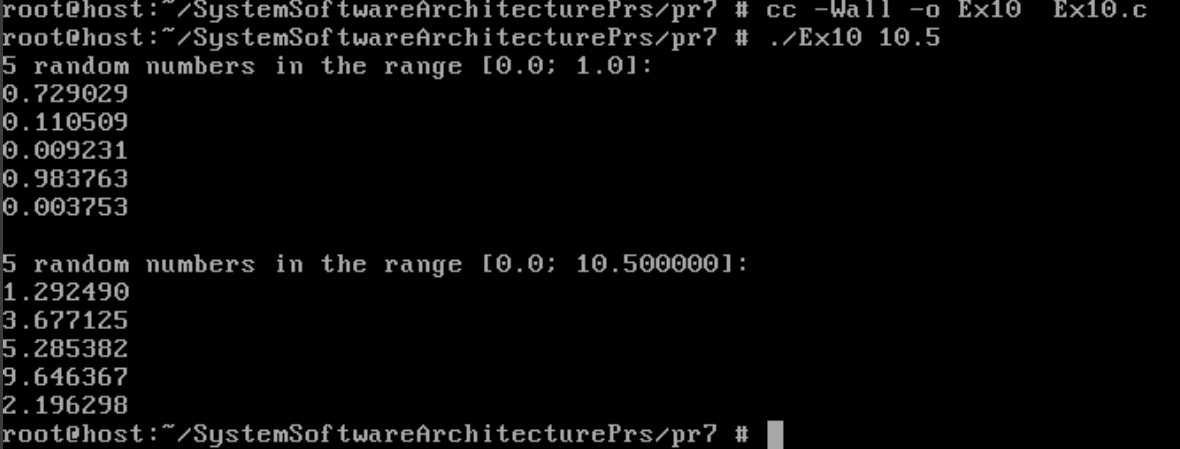 root@host:~/SystemSoftwareArchitecturePrs/pr7 # cc -Wall -o Ex10  Ex10.c
root@host:~/SystemSoftwareArchitecturePrs/pr7 # ./Ex10 10.5
5 random numbers in the range [0.0; 1.0]:
0.729029
0.110509
0.009231
0.983763
0.003753
5 random numbers in the range [0.0; 10.500000]:
1.292490
3.677125
5.285382
9.646367
2.196298
root@host:~/SystemSoftwareArchitecturePrs/pr7 #